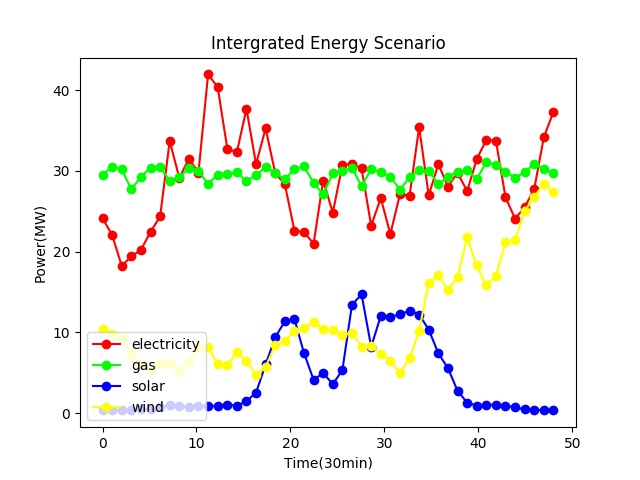 Intergrated Energy Scenario
Power(MW)
40
30
20
10
0
electricity
gas
solar
wind
0 10 20 30 40 50
Time(30min)